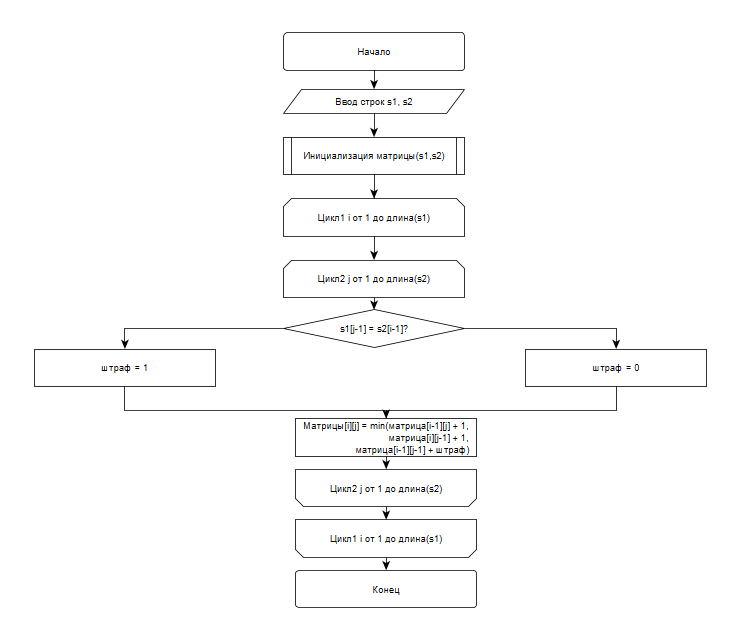 Начало
Ввод строк s1, s2
Инициализация матрицы(s1,s2)
Цикл1 i от 1 до длина(s1)
Цикл2 j от 1 до длина(s2)
s1[j-1] = s2[i-1]?
штраф = 1
штраф = 0
Матрицы[i][j] = min(матрица[i-1][j] + 1,
матрица[i][j-1] + 1,
матрица[i-1][j-1] + штраф)
Цикл2 j от 1 до длина(s2)
Цикл1 i от 1 до длина(s1)
Конец